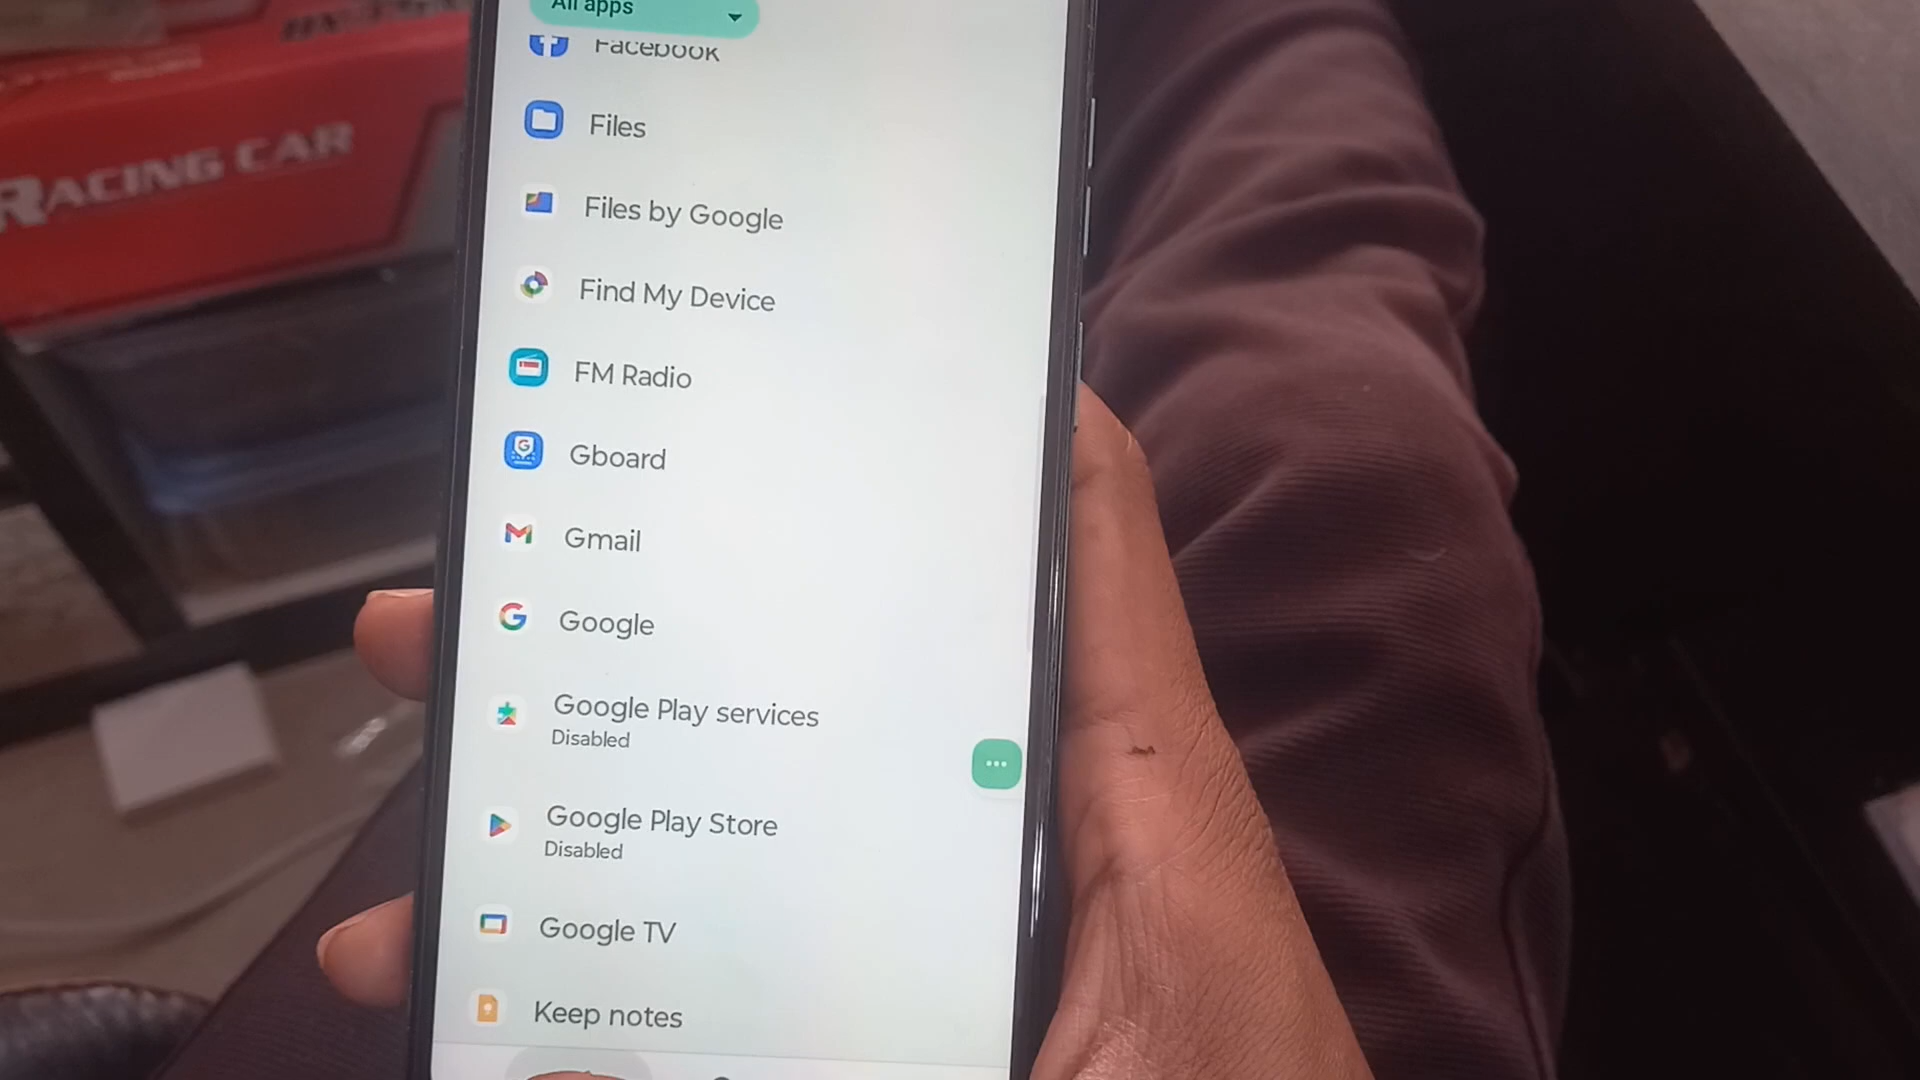 RACING CAR
All apps
Facebook
Files
Files by Google
Find My Device
FM Radio
Gboard
Gmail
Google
Google Play services
Disabled
Google Play Store
Disabled
Google TV
Keep notes